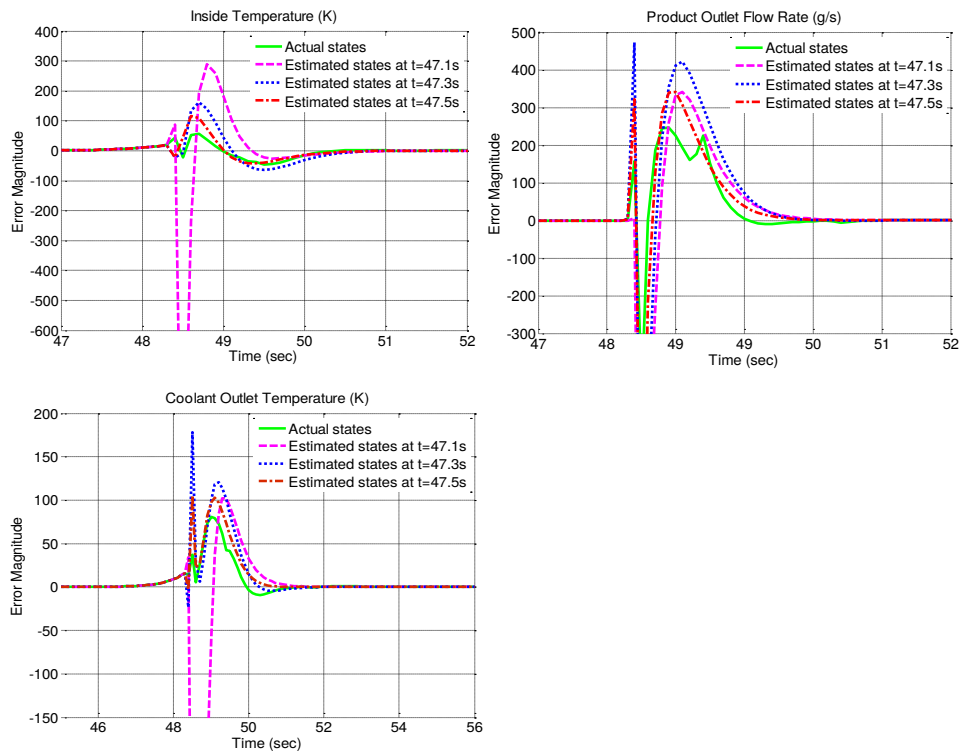 Inside Temperature (K)
400
300
200
100
0
-100
-200
-300
-400
-500
-600
Error Magnitude
Actual states
Estimated states at t=47.1s
Estimated states at t=47.3s
Estimated states at t=47.5s
47
48
49
50
51
52
Time (sec)
Product Outlet Flow Rate (g/s)
500
400
300
200
100
0
-100
-200
-300
Error Magnitude
Actual states
Estimated states at t=47.1s
Estimated states at t=47.3s
Estimated states at t=47.5s
47
48
49
50
51
52
Time (sec)
Coolant Outlet Temperature (K)
200
150
100
50
0
-50
-100
-150
Error Magnitude
Actual states
Estimated states at t=47.1s
Estimated states at t=47.3s
Estimated states at t=47.5s
46
48
50
52
54
56
Time (sec)